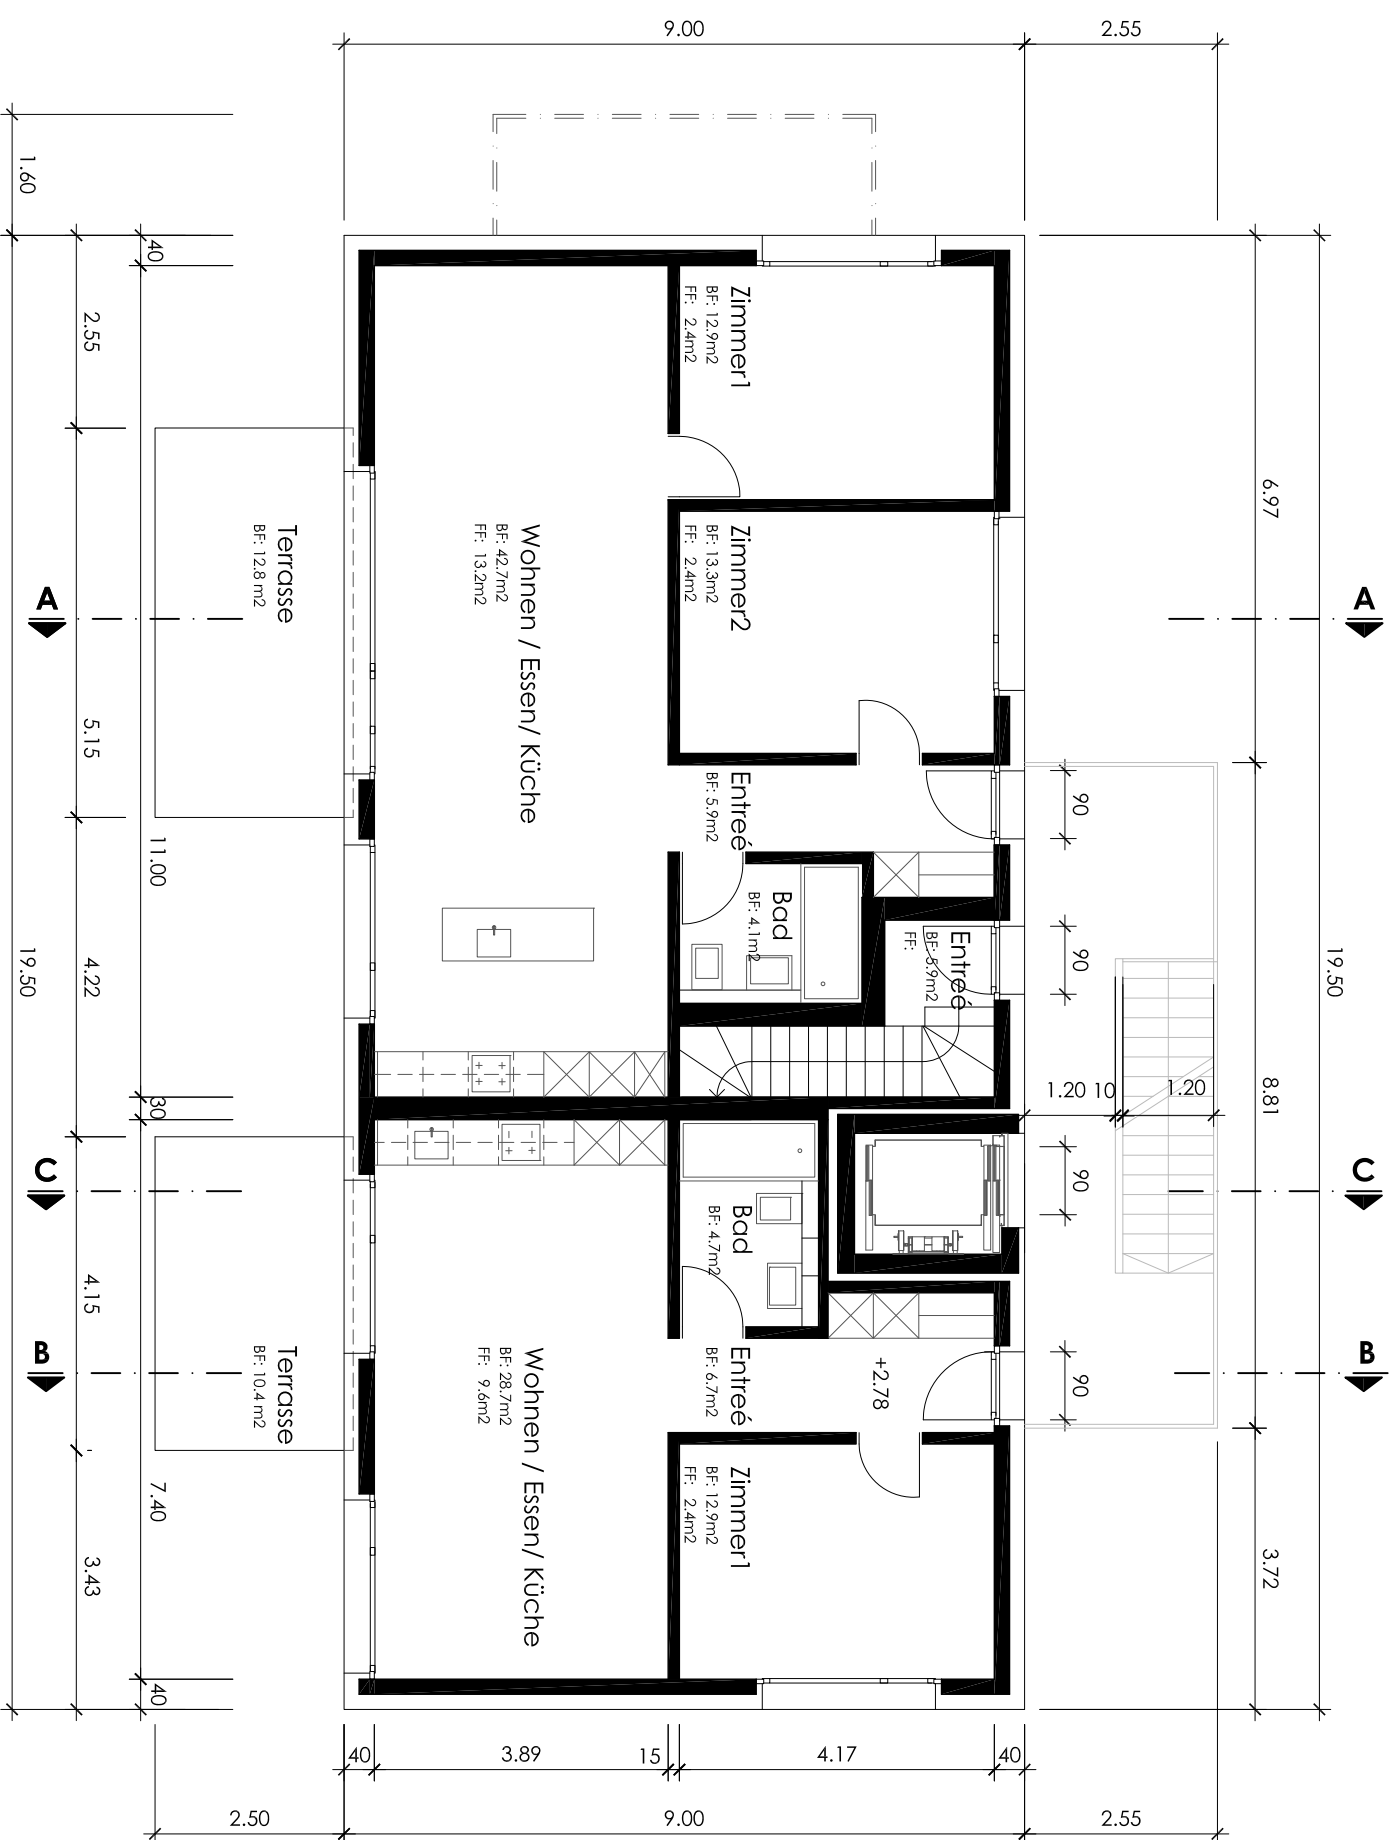 9.00
2.55
1.60
40
2.55
6.97
Zimmer1
BF: 12.9m2
FF: 2.4m2
Zimmer2
BF: 13.3m2
FF: 2.4m2
Wohnen / Essen/ Küche
BF: 42.7m2
FF: 13.2m2
Terrasse
BF: 12.8 m2
A
A
5.15
11.00
Entreé
BF: 5.9m2
90
Bad
BF: 4.1m2
Entreé
BF: 5.9m2
FF:
90
4.22
19.50
19.50
30
1.20
10
1.20
8.81
90
C
C
Bad
BF: 4.7m2
4.15
B
B
Terrasse
BF: 10.4 m2
Wohnen / Essen/ Küche
BF: 28.7m2
FF: 9.6m2
Entreé
BF: 6.7m2
+2.78
90
Zimmer1
BF: 12.9m2
FF: 2.4m2
7.40
3.43
3.72
40
40
3.89
15
4.17
40
2.50
9.00
2.55